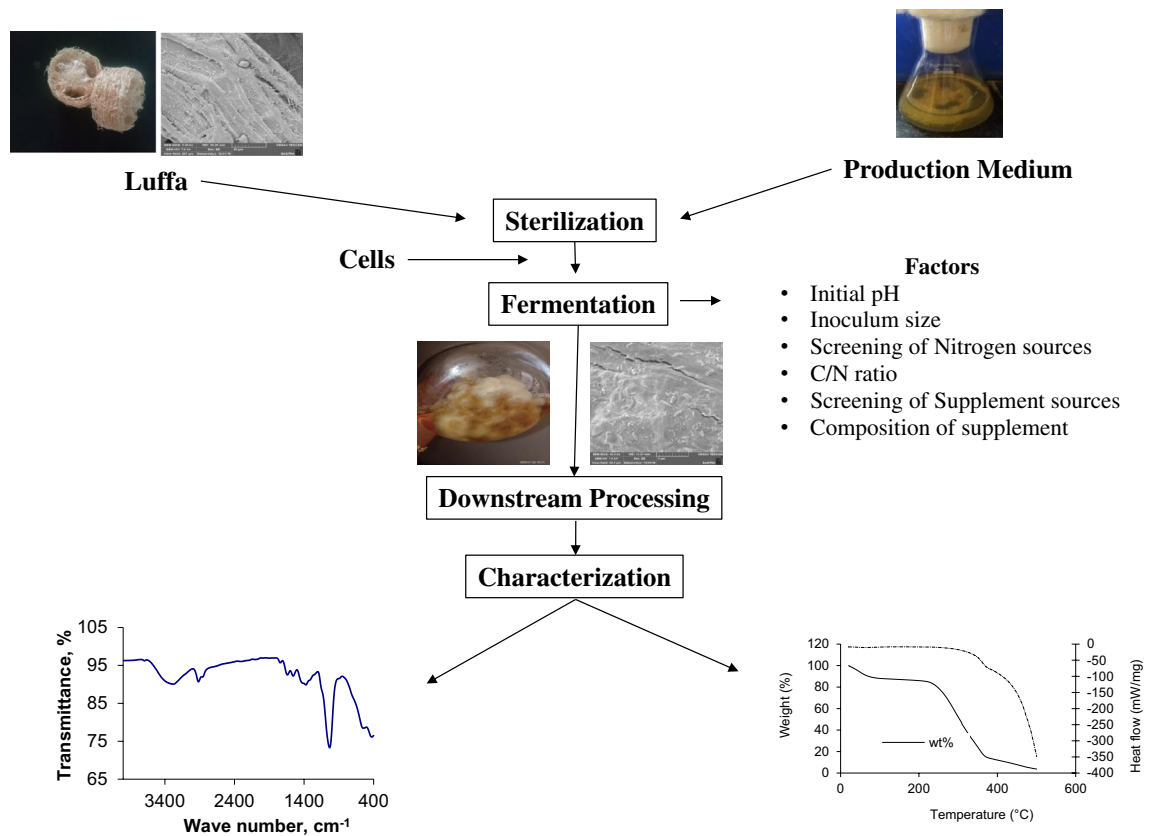 Luffa
Production Medium
Sterilization
Cells
Factors
Fermentation
• Initial pH
• Inoculum size
• Screening of Nitrogen sources
• C/N ratio
• Screening of Supplement sources
• Composition of supplement
Downstream Processing
Characterization
105
95
85
75
65
Transmittance, %
3400 2400 1400 400
Wave number, cm-1
120
100
80
60
40
20
0
Weight (%)
wt%
0
-50
-100
-150
-200
-250
-300
-350
-400
Heat flow (mW/mg)
0 200 400 600
Temperature (°C)